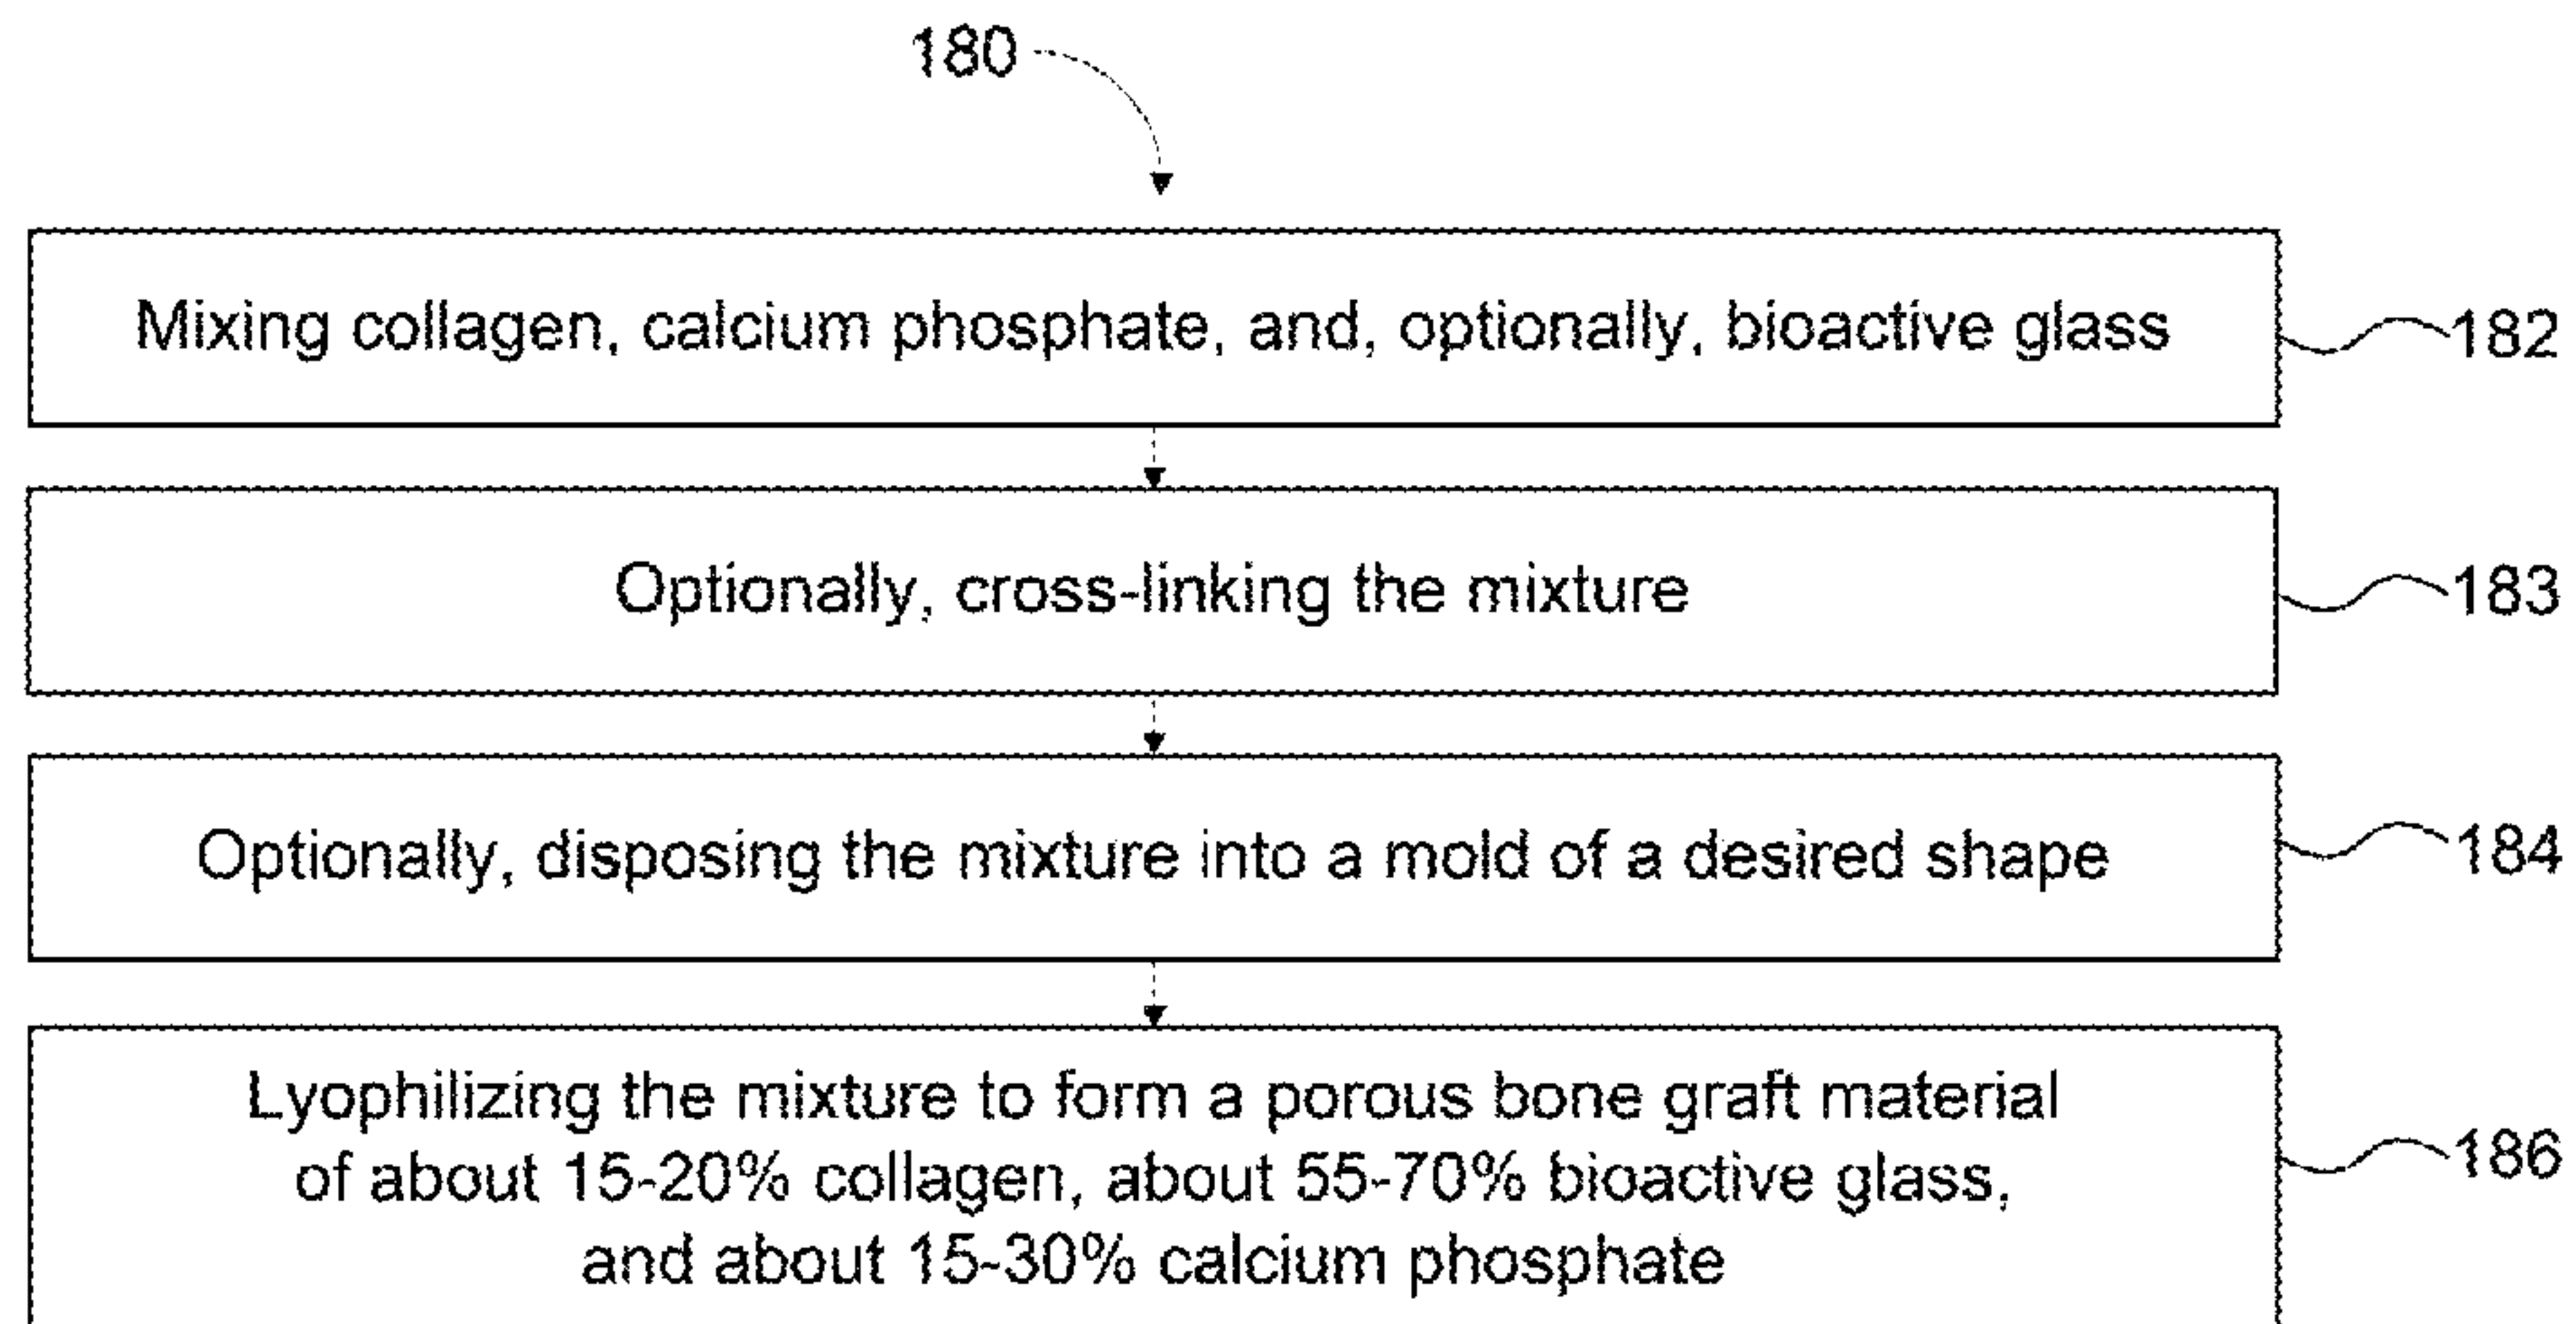 180
Mixing collagen, calcium phosphate, and, optionally, bioactive glass
182
Optionally, cross-linking the mixture
183
Optionally, disposing the mixture into a mold of a desired shape
184
Lyophilizing the mixture to form a porous bone graft material
of about 15-20% collagen, about 55-70% bioactive glass,
and about 15-30% calcium phosphate
186